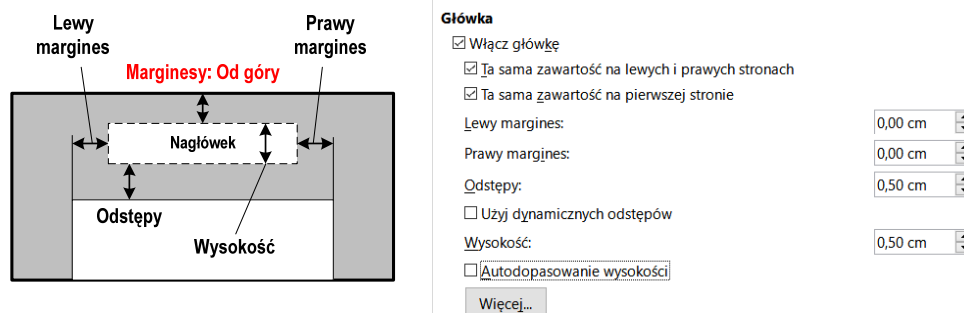 Lewy
margines
Prawy
margines
Marginesy: Od góry
Nagłówek
Odstępy
Wysokość
Główka
Włącz główkę
Ta sama zawartość na lewych i prawych stronach
Ta sama zawartość na pierwszej stronie
Lewy margines: 0,00 cm
Prawy margines: 0,00 cm
Odstępy: 0,50 cm
Użyj dynamicznych odstępów
Wysokość: 0,50 cm
Autodopasowanie wysokości
Więcej...